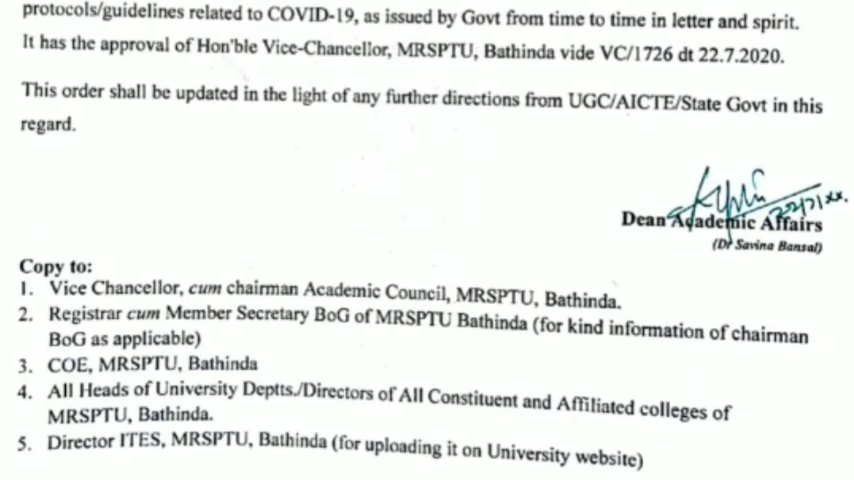 protocols/guidelines related to COVID-19, as issued by Govt from time to time in letter and spirit.
It has the approval of Hon'ble Vice-Chancellor, MRSPTU, Bathinda vide VC/1726 dt 22.7.2020.
This order shall be updated in the light of any further directions from UGC/AICTE/State Govt in this
regard.
Dean Academic Affairs
(Dr Savina Bansal)
Copy to:
1. Vice Chancellor, cum chairman Academic Council, MRSPTU, Bathinda.
2. Registrar cum Member Secretary BoG of MRSPTU Bathinda (for kind information of chairman
BoG as applicable)
3. COE, MRSPTU, Bathinda
4. All Heads of University Deptts./Directors of All Constituent and Affiliated colleges of
MRSPTU, Bathinda.
5. Director ITES, MRSPTU, Bathinda (for uploading it on University website)